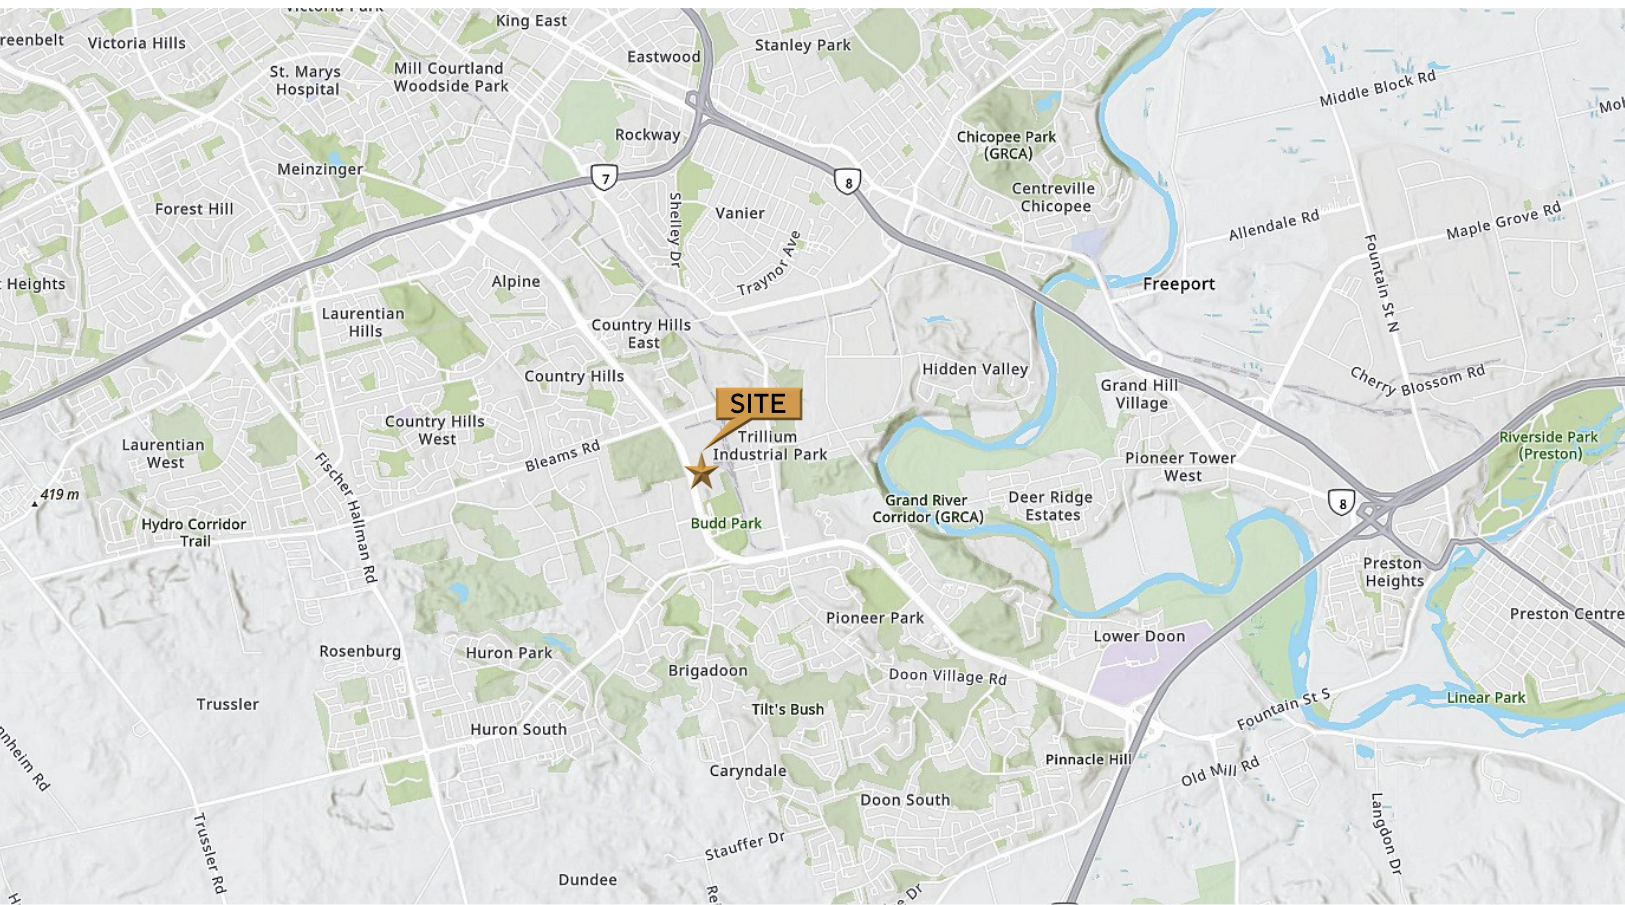 King East
Victoria Hills
Stanley Park
Eastwood
Mill Courtland
Woodside Park
St. Marys
Hospital
Middle Block Rd
Rockway
Chicopee Park
(GRCA)
Meinzinger
7
8
Centreville
Chicopee
Forest Hill
Shelley Dr
Vanier
Allendale Rd
Maple Grove Rd
Traynor Ave
Fountain St N
Heights
Alpine
Freeport
Laurentian
Hills
Country Hills
East
Hidden Valley
Country Hills
Cherry Blossom Rd
Grand Hill
Village
SITE
Country Hills
West
Trillium
Industrial Park
Laurentian
West
Bleams Rd
Riverside Park
(Preston)
Pioneer Tower
West
Fischer Hallman Rd
419 m
Grand River
Corridor (GRCA)
Deer Ridge
Estates
8
Hydro Corridor
Trail
Budd Park
Preston
Heights
Pioneer Park
Preston Centre
Lower Doon
Rosenburg
Huron Park
Brigadoon
Doon Village Rd
Trussler
Tilt's Bush
Fountain St S
Linear Park
Huron South
Pinnacle Hill
Caryndale
Old Mill Rd
Doon South
Trussler Rd
Langdon Dr
Stauffer Dr
Dundee